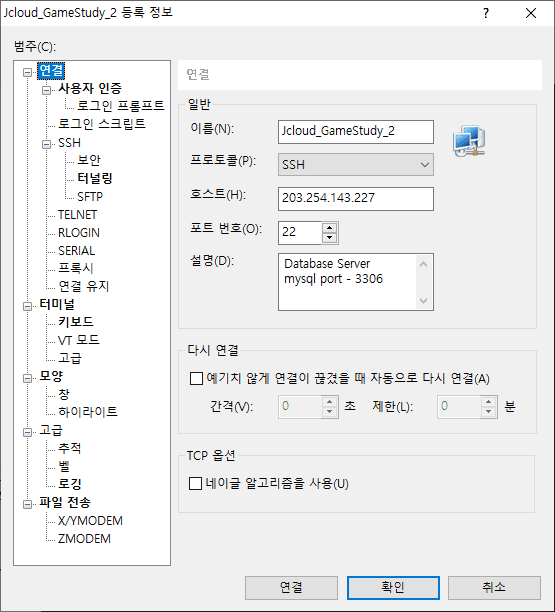 Jcloud_GameStudy_2 등록 정보
범주(C):
연결
사용자 인증
로그인 프롬프트
로그인 스크립트
SSH
보안
터널링
SFTP
TELNET
RLOGIN
SERIAL
프록시
연결 유지
터미널
키보드
VT 모드
고급
모양
창
하이라이트
고급
추적
벨
로깅
파일 전송
X/YMODEM
ZMODEM
연결
일반
이름(N): Jcloud_GameStudy_2
프로토콜(P): SSH
호스트(H): 203.254.143.227
포트 번호(O): 22
설명(D): Database Server
mysql port - 3306
다시 연결
예기치 않게 연결이 끊겼을 때 자동으로 다시 연결(A)
간격(V): 0 초 제한(L): 0 분
TCP 옵션
네이글 알고리즘을 사용(U)
연결 확인 취소